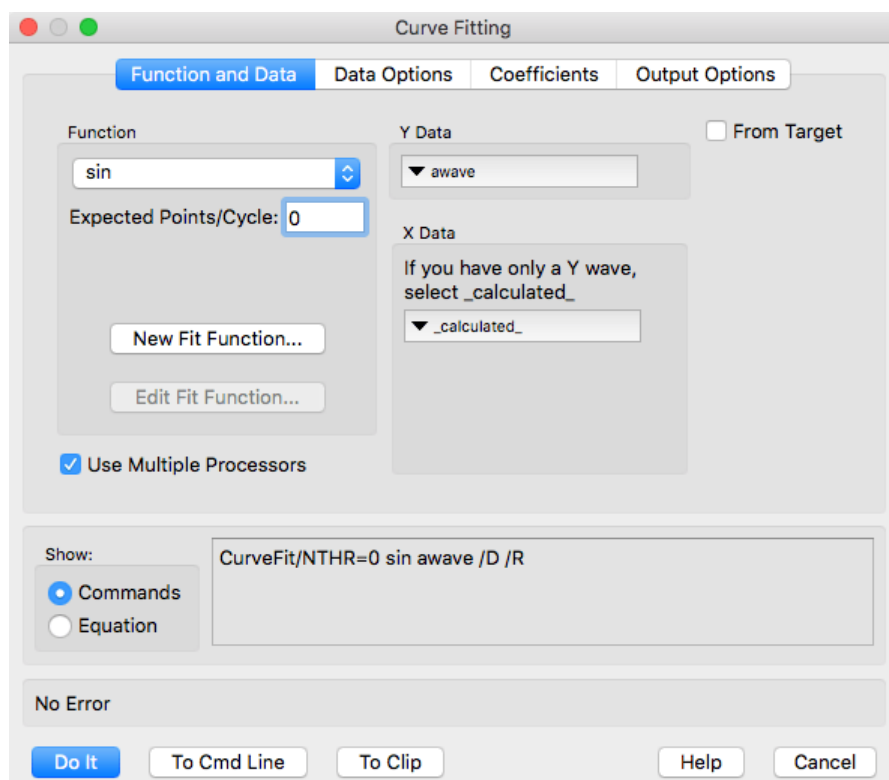 Curve Fitting
Function and Data
Data Options
Coefficients
Output Options
Function
sin
Expected Points/Cycle: 0
New Fit Function...
Edit Fit Function...
Use Multiple Processors
Y Data
awave
From Target
X Data
If you have only a Y wave,
select _calculated_
_calculated_
Show:
Commands
Equation
CurveFit/NTHR=0 sin awave /D /R
No Error
Do It
To Cmd Line
To Clip
Help
Cancel